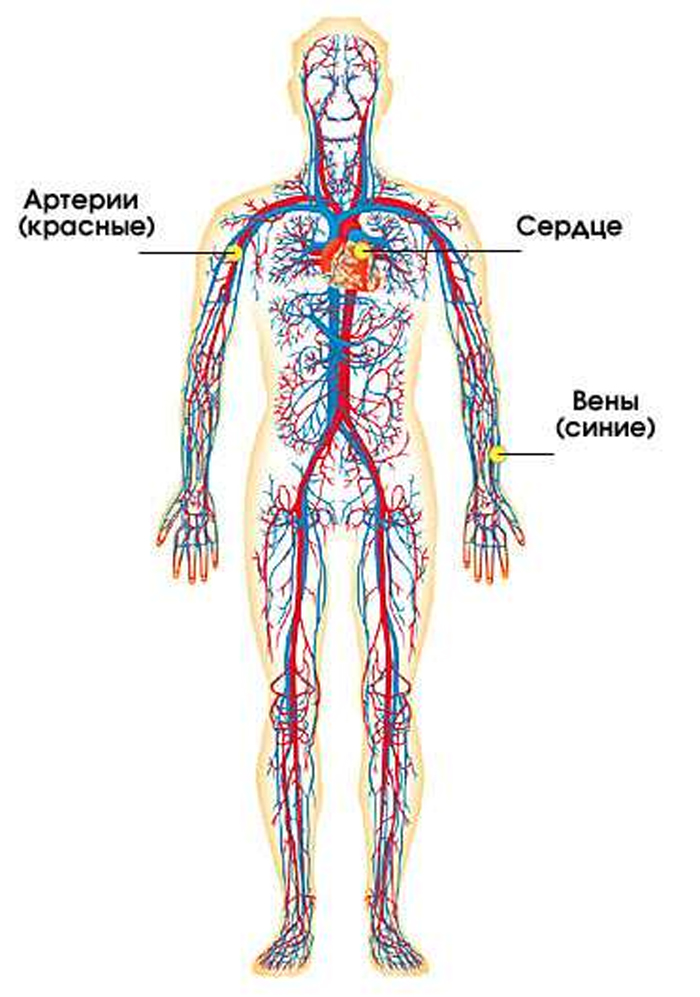 Артерии
(красные)
Сердце
Вены
(синие)